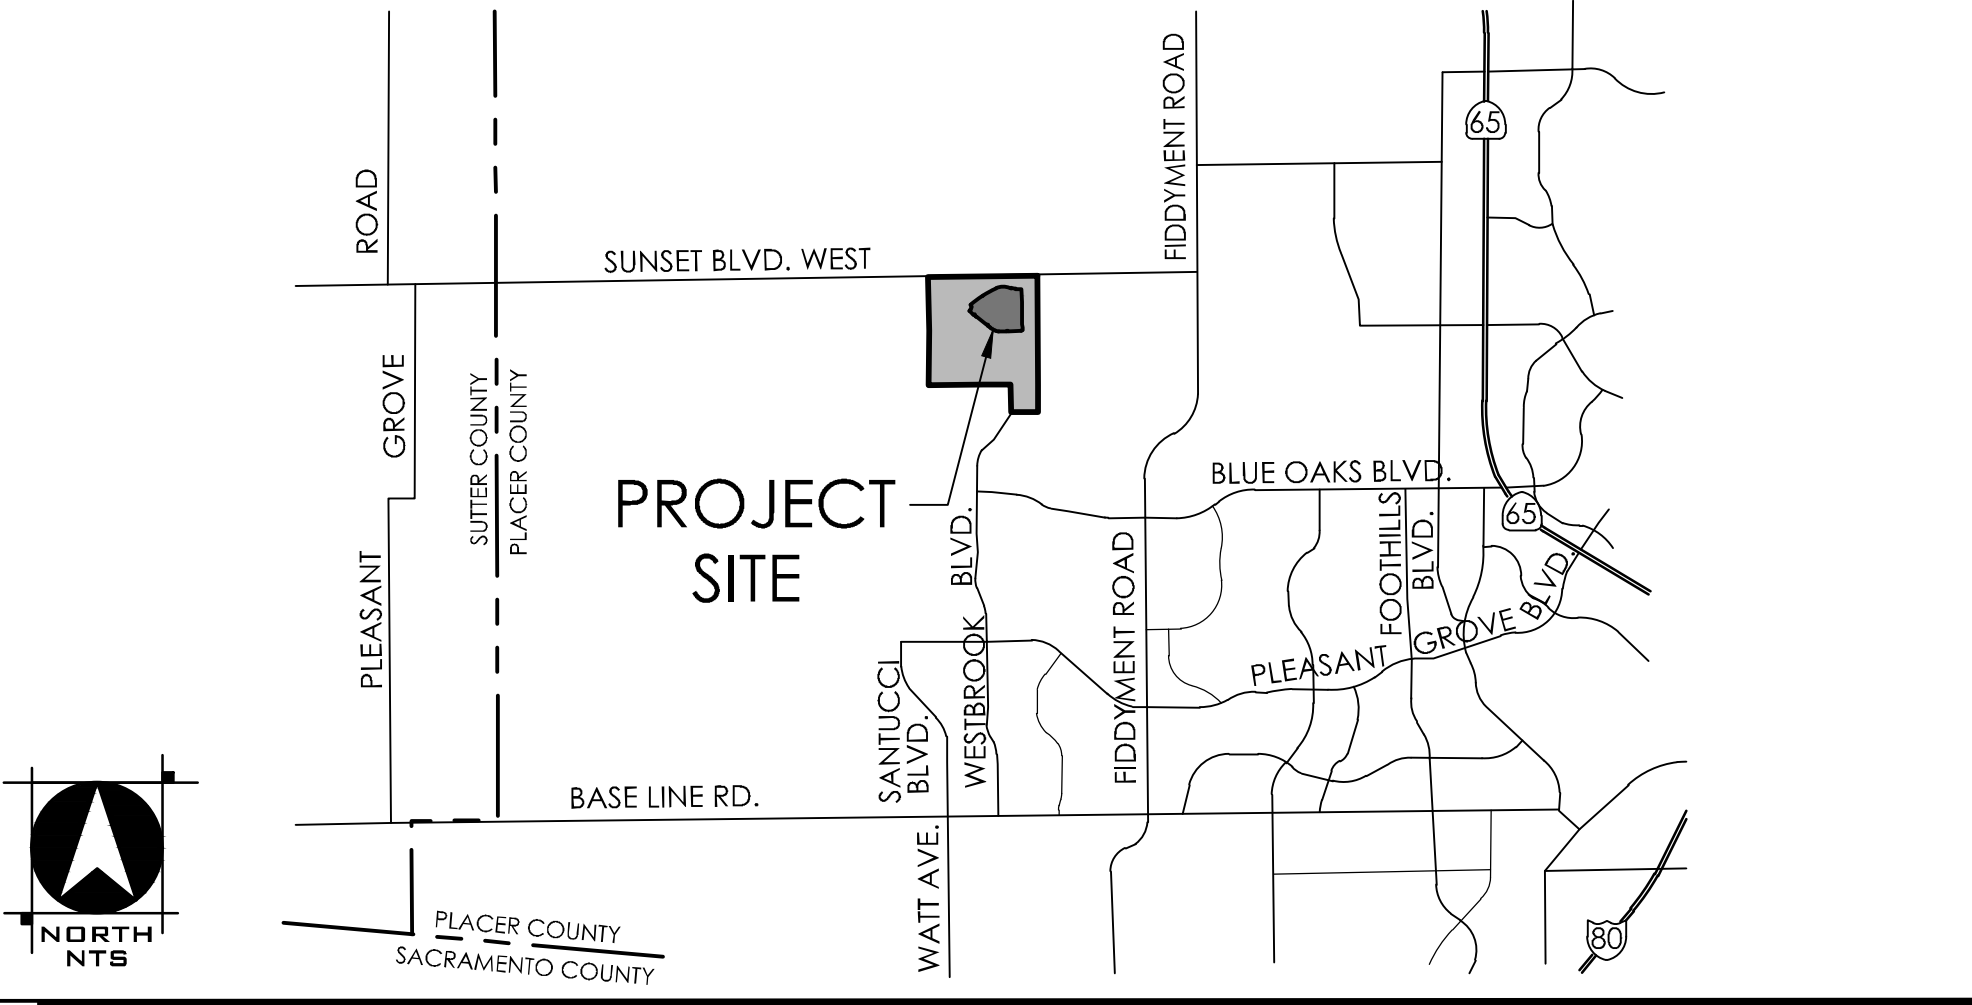 FIDDYMENT ROAD
65
ROAD
SUNSET BLVD. WEST
GROVE
SUTTER COUNTY
PLACER COUNTY
PROJECT
SITE
BLUE OAKS BLVD.
65
BLVD.
WESTBROOK
FIDDYMENT ROAD
FOOTHILLS
BLVD.
PLEASANT GROVE BLVD.
PLEASANT
SANTUCCI
BLVD.
BASE LINE RD.
WATT AVE.
PLACER COUNTY
SACRAMENTO COUNTY
80
NORTH
NTS